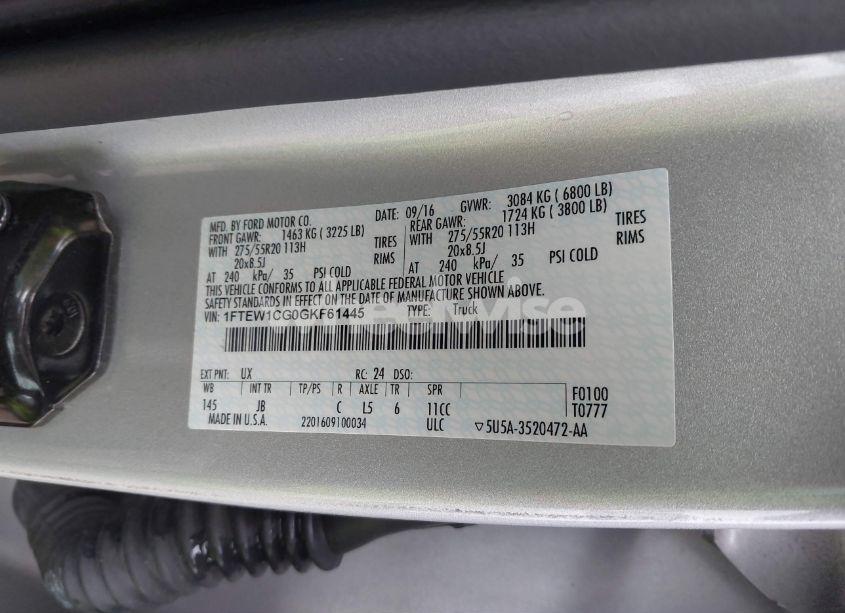 MFD. BY FORD MOTOR CO.
DATE: 09/16 GVWR: 3084 KG ( 6800 LB)
FRONT GAWR: 1463 KG ( 3225 LB)
REAR GAWR: 1724 KG ( 3800 LB)
WITH 275/55R20 113H TIRES
WITH 275/55R20 113H TIRES
20x8.5J RIMS
20x8.5J RIMS
AT 240 kPa/ 35 PSI COLD
AT 240 kPa/ 35 PSI COLD
THIS VEHICLE CONFORMS TO ALL APPLICABLE FEDERAL MOTOR VEHICLE
SAFETY STANDARDS IN EFFECT ON THE DATE OF MANUFACTURE SHOWN ABOVE.
VIN: 1FTEW1CG0GKF61445 TYPE: Truck
EXT PNT: UX RC: 24 DSO:
WB INT TR TP/PS R AXLE TR SPR
145 JB C L5 6 11CC
F0100
T0777
MADE IN U.S.A. 2201609100034 ULC ▽5U5A-3520472-AA